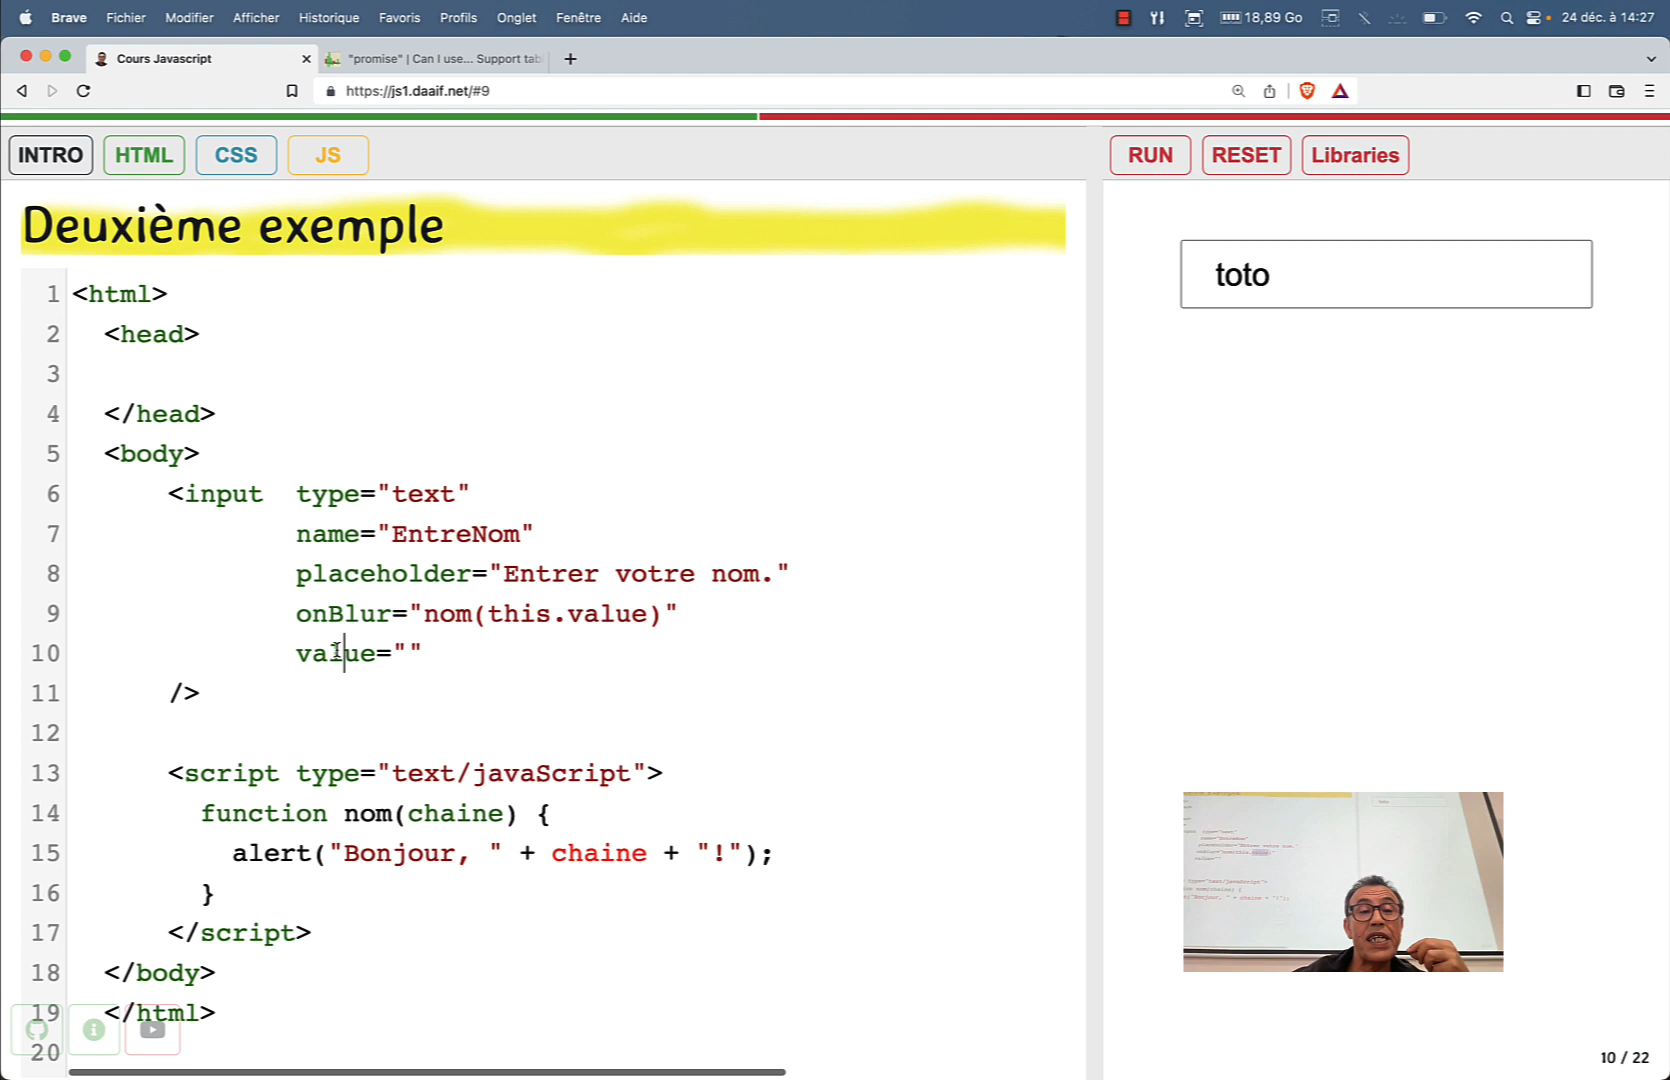 Brave Fichier Modifier Afficher Historique Favoris Profils Onglet Fenêtre Aide 18,89 Go 24 déc. à 14:27
Cours Javascript "promise" | Can I use... Support tab
https://js1.daaif.net/#9
INTRO HTML CSS JS RUN RESET Libraries
Deuxième exemple
toto
1 <html>
2 <head>
3
4 </head>
5 <body>
6 <input type="text"
7 name="EntreNom"
8 placeholder="Entrer votre nom."
9 onBlur="nom(this.value)"
10 value=""
11 />
12
13 <script type="text/javaScript">
14 function nom(chaine) {
15 alert("Bonjour, " + chaine + "!");
16 }
17 </script>
18 </body>
19 </html>
20
10 / 22